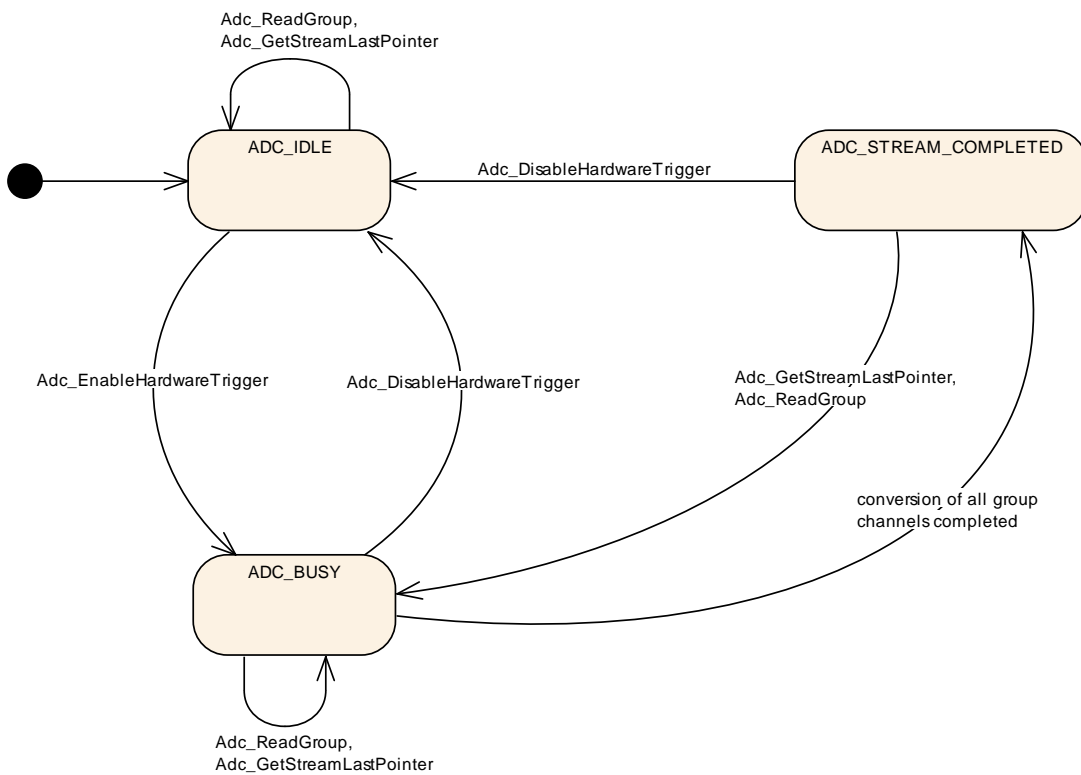 Adc_ReadGroup,
Adc_GetStreamLastPointer
ADC_IDLE
ADC_STREAM_COMPLETED
Adc_DisableHardwareTrigger
Adc_EnableHardwareTrigger
Adc_DisableHardwareTrigger
Adc_GetStreamLastPointer,
Adc_ReadGroup
conversion of all group
channels completed
ADC_BUSY
Adc_ReadGroup,
Adc_GetStreamLastPointer